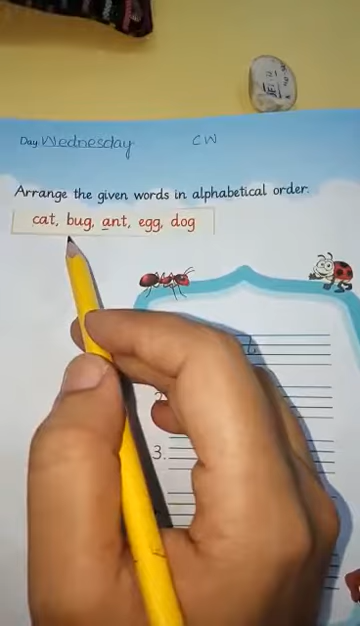 Day: Wednesday CW
Arrange the given words in alphabetical order.
cat, bug, ant, egg, dog
3.